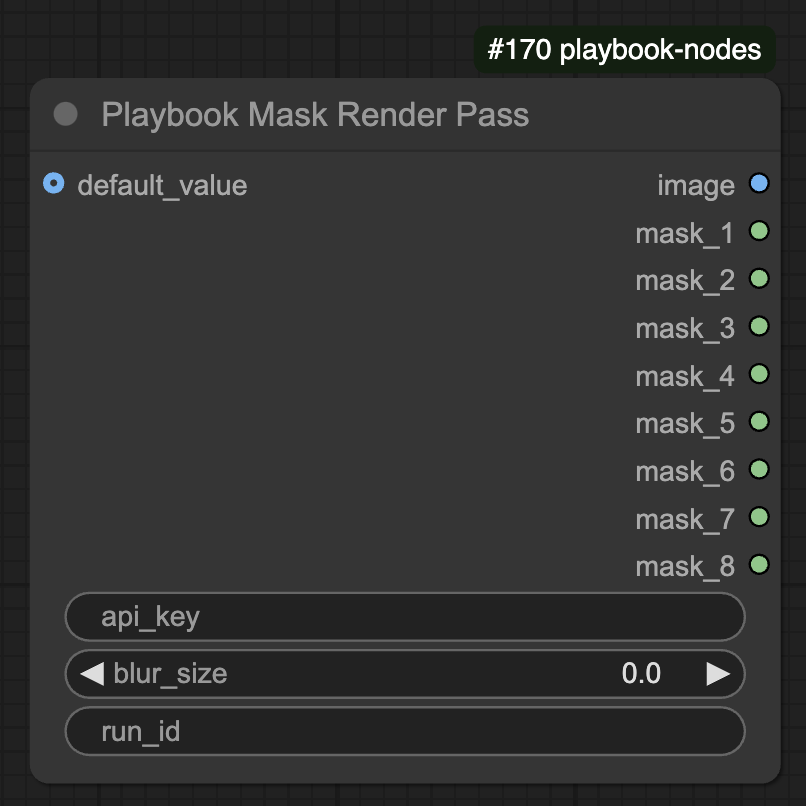 #170 playbook-nodes
Playbook Mask Render Pass
default_value image
mask_1
mask_2
mask_3
mask_4
mask_5
mask_6
mask_7
mask_8
api_key
blur_size 0.0
run_id